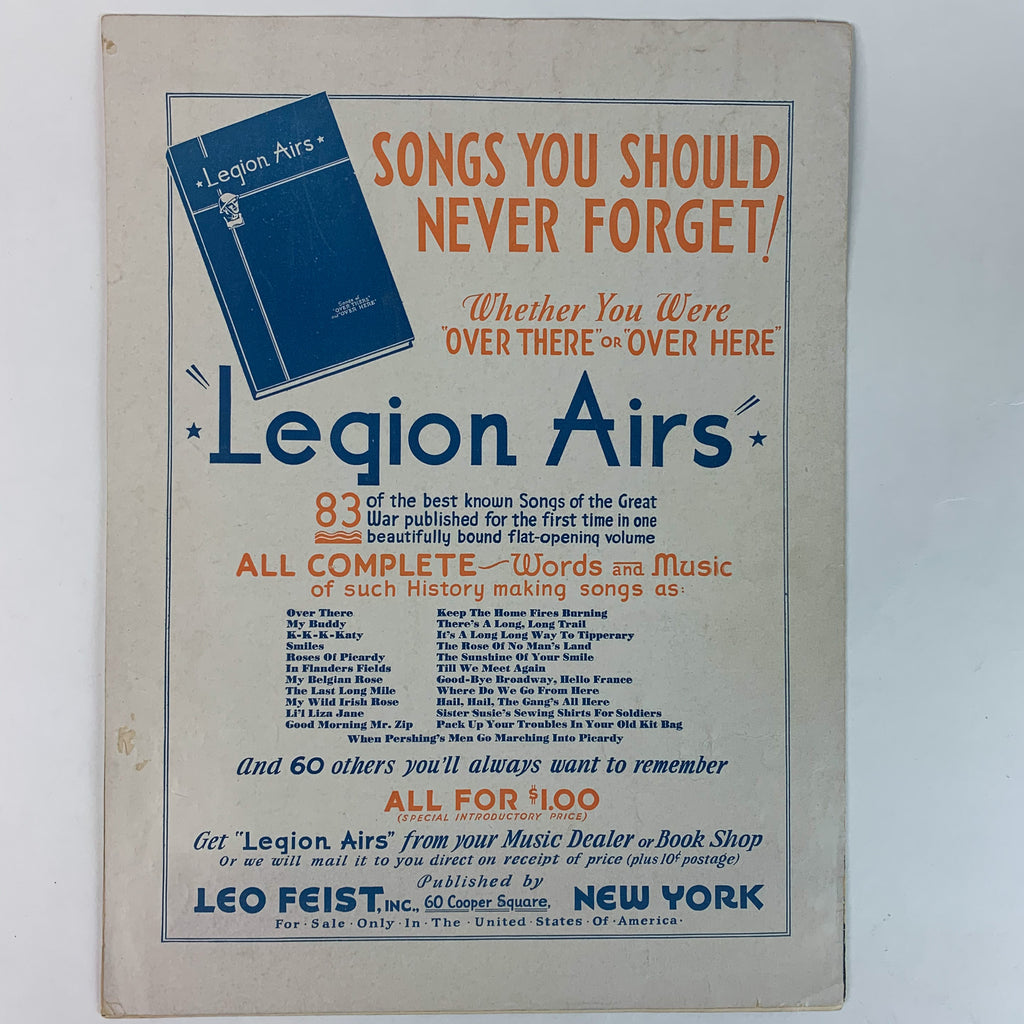 ★ Legion Airs ★
Songs of
"OVER THERE"
and "OVER HERE"
SONGS YOU SHOULD
NEVER FORGET!
Whether You Were
"OVER THERE" OR "OVER HERE"
★ "Legion Airs" ★
83 of the best known Songs of the Great
War published for the first time in one
beautifully bound flat-opening volume
ALL COMPLETE—Words and Music
of such History making songs as:
Over There Keep The Home Fires Burning
My Buddy There's A Long, Long Trail
K-K-K-Katy It's A Long Long Way To Tipperary
Smiles The Rose Of No Man's Land
Roses Of Picardy The Sunshine Of Your Smile
In Flanders Fields Till We Meet Again
My Belgian Rose Good-Bye Broadway, Hello France
The Last Long Mile Where Do We Go From Here
My Wild Irish Rose Hail, Hail, The Gang's All Here
Li'l Liza Jane Sister Susie's Sewing Shirts For Soldiers
Good Morning Mr. Zip Pack Up Your Troubles In Your Old Kit Bag
When Pershing's Men Go Marching Into Picardy
And 60 others you'll always want to remember
ALL FOR $1.00
(SPECIAL INTRODUCTORY PRICE)
Get "Legion Airs" from your Music Dealer or Book Shop
Or we will mail it to you direct on receipt of price (plus 10¢ postage)
Published by
LEO FEIST, INC., 60 Cooper Square, NEW YORK
For · Sale · Only · In · The · United · States · Of · America ·